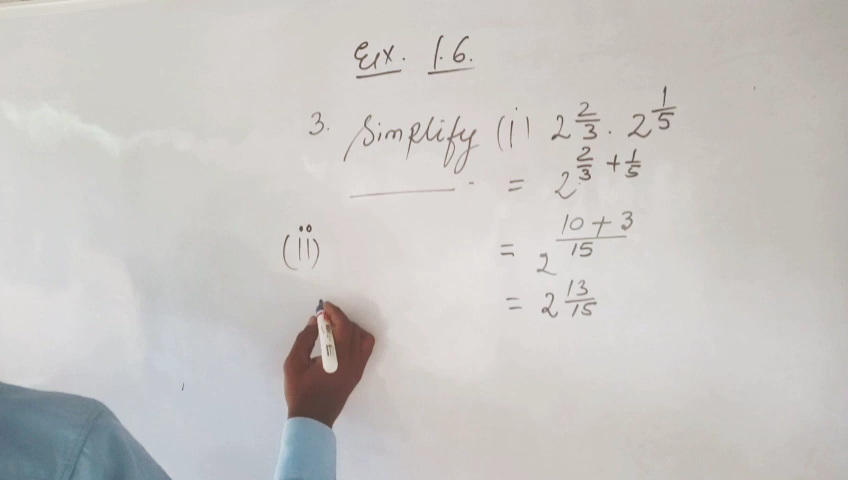 Ex. 1.6.
3. Simplify (i) 2^{2/3} . 2^{1/5}
= 2^{2/3 + 1/5}
(ii) = 2^{(10 + 3)/15}
= 2^{13/15}